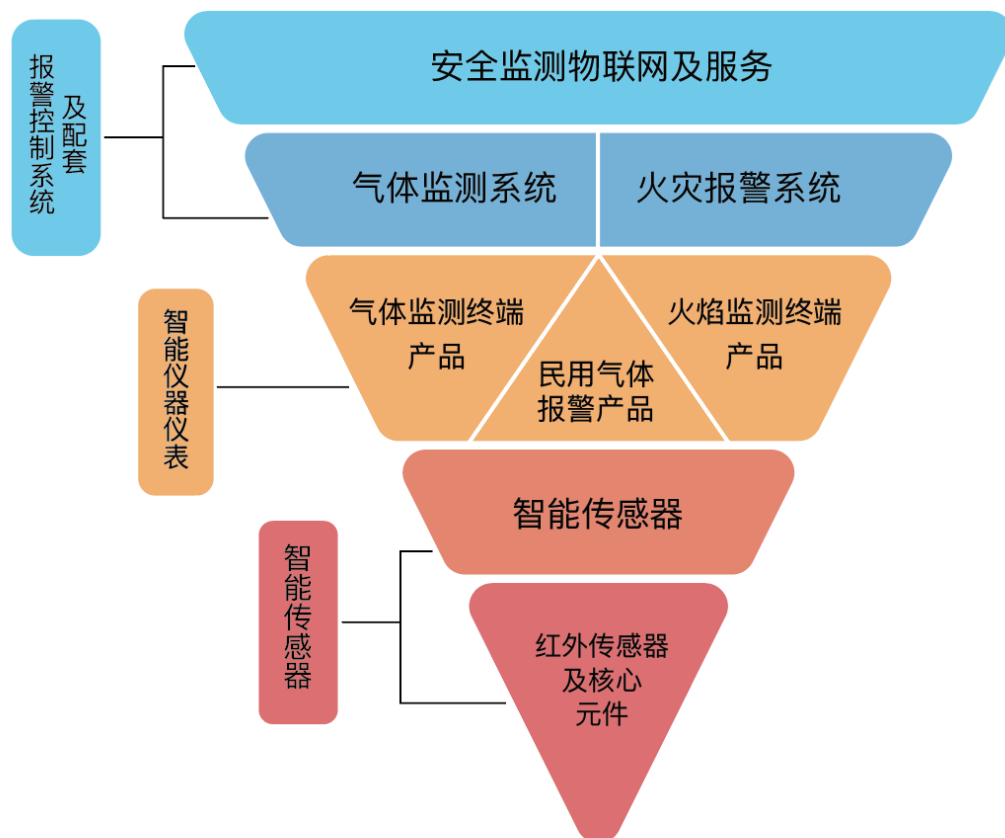 安全监测物联网及服务
报警控制系统
及配套
气体监测系统
火灾报警系统
气体监测终端
产品
民用气体
报警产品
火焰监测终端
产品
智能仪器仪表
智能传感器
智能传感器
红外传感器
及核心
元件